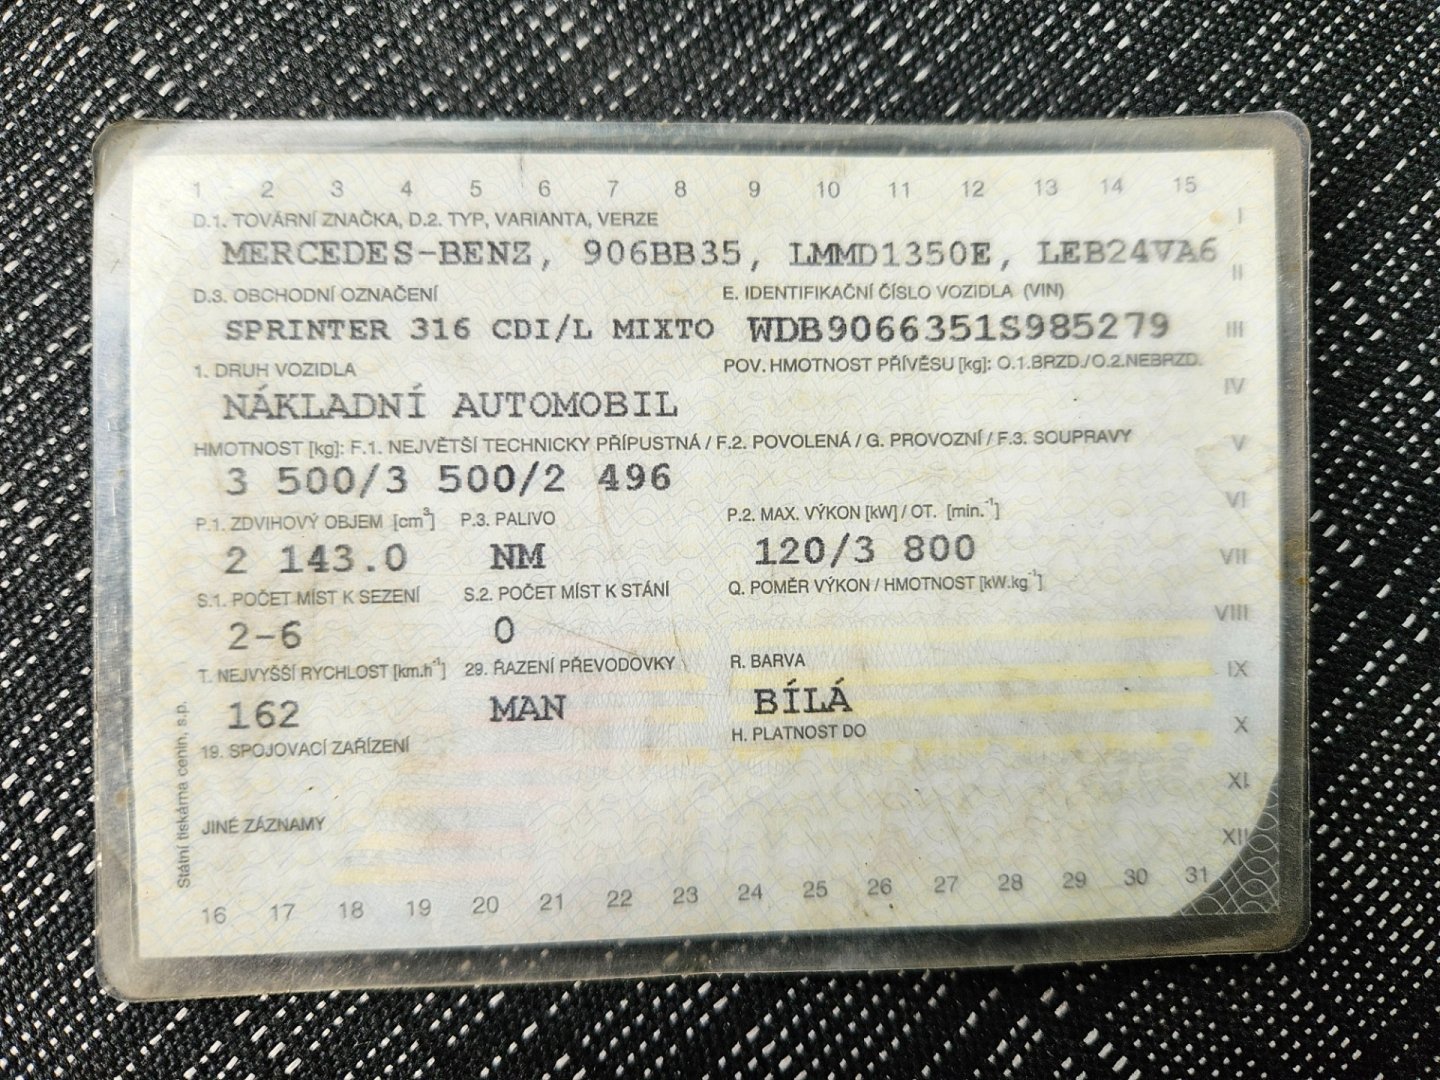 1 2 3 4 5 6 7 8 9 10 11 12 13 14 15
D.1. TOVÁRNÍ ZNAČKA, D.2. TYP, VARIANTA, VERZE
I
MERCEDES-BENZ, 906BB35, LMMD1350E, LEB24VA6
II
D.3. OBCHODNÍ OZNAČENÍ E. IDENTIFIKAČNÍ ČÍSLO VOZIDLA (VIN)
SPRINTER 316 CDI/L MIXTO WDB9066351S985279
III
1. DRUH VOZIDLA POV. HMOTNOST PŘÍVĚSU [kg]: O.1.BRZD./O.2.NEBRZD.
IV
NÁKLADNÍ AUTOMOBIL
HMOTNOST [kg]: F.1. NEJVĚTŠÍ TECHNICKY PŘÍPUSTNÁ / F.2. POVOLENÁ / G. PROVOZNÍ / F.3. SOUPRAVY
V
3 500/3 500/2 496
VI
P.1. ZDVIHOVÝ OBJEM [cm³] P.3. PALIVO P.2. MAX. VÝKON [kW] / OT. [min.⁻¹]
2 143.0 NM 120/3 800
VII
S.1. POČET MÍST K SEZENÍ S.2. POČET MÍST K STÁNÍ Q. POMĚR VÝKON / HMOTNOST [kW.kg⁻¹]
VIII
2-6 0
T. NEJVYŠŠÍ RYCHLOST [km.h⁻¹] 29. ŘAZENÍ PŘEVODOVKY R. BARVA
IX
162 MAN BÍLÁ
X
19. SPOJOVACÍ ZAŘÍZENÍ H. PLATNOST DO
XI
JINÉ ZÁZNAMY
XII
16 17 18 19 20 21 22 23 24 25 26 27 28 29 30 31
Státní tiskárna cenin, s.p.